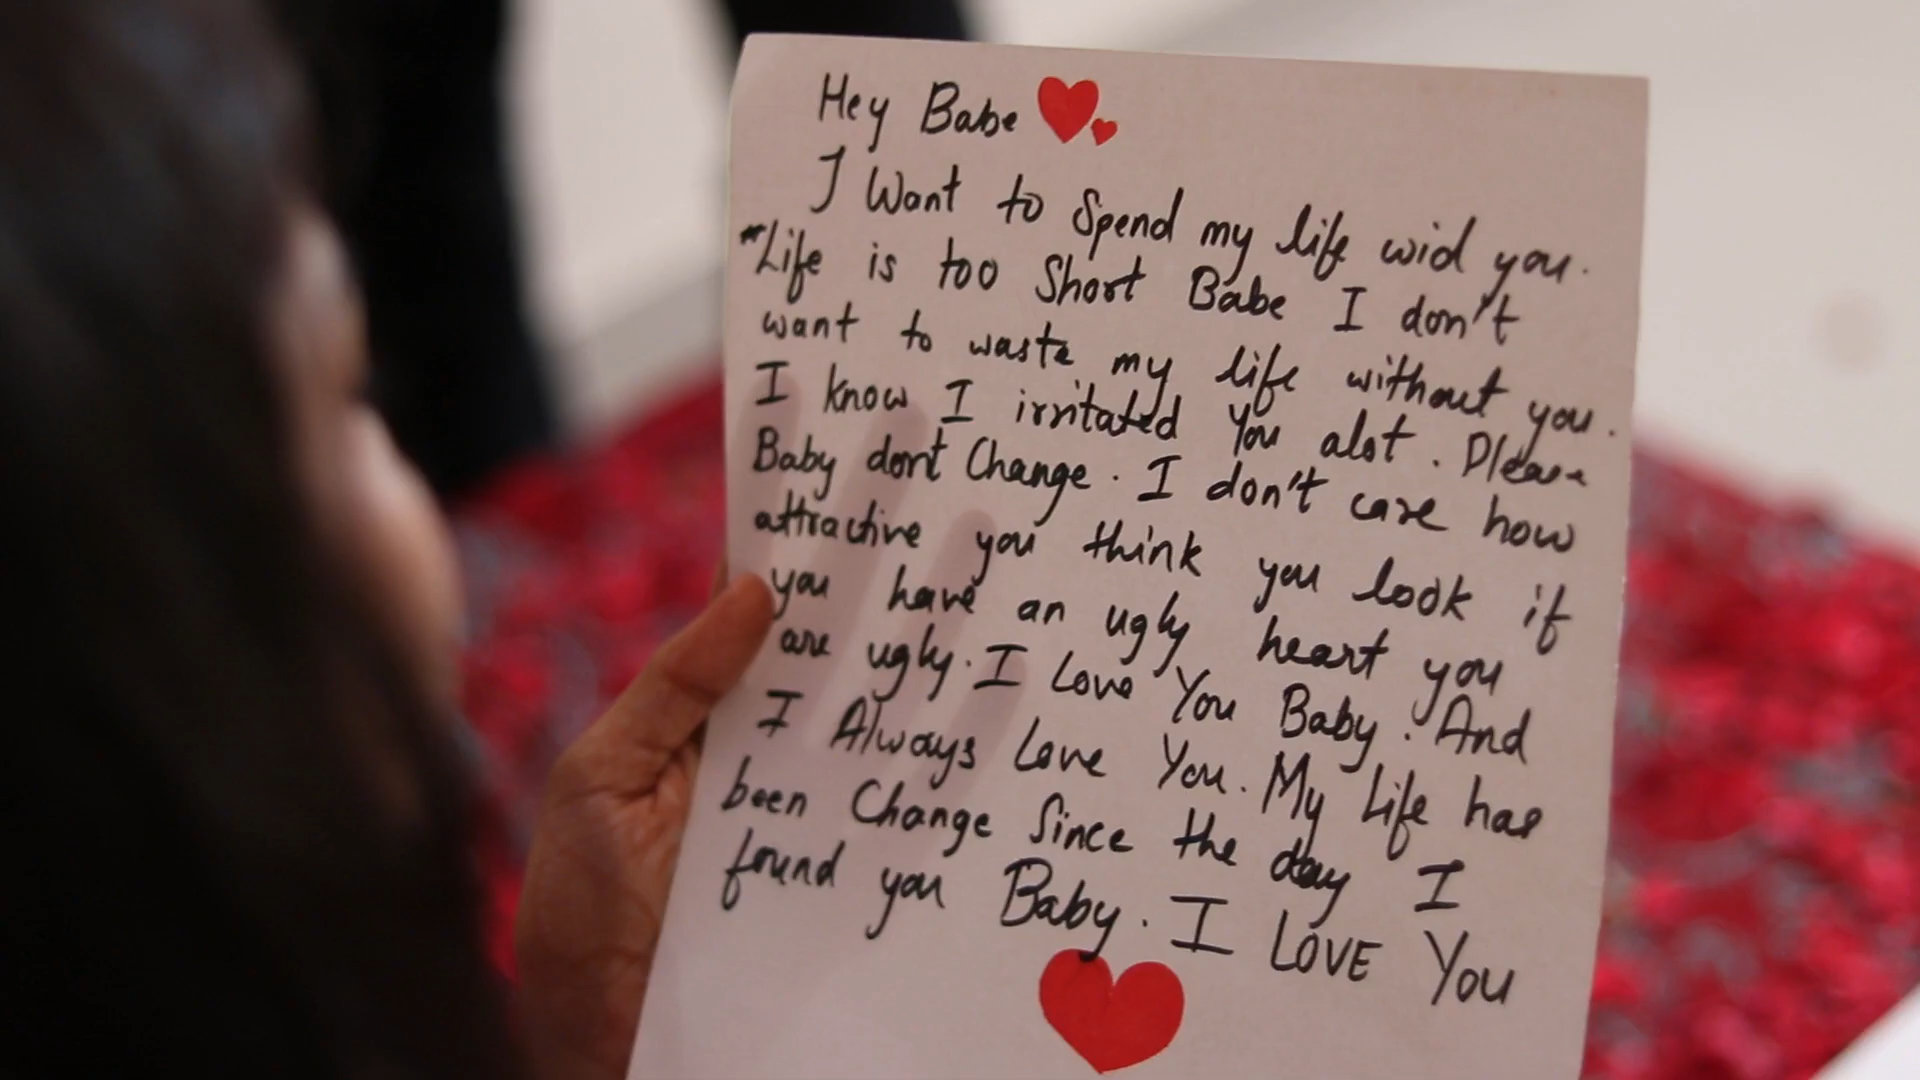 Hey Babe
I Want to Spend my life wid you.
"Life is too Short Babe I don't
want to waste my life without you.
I know I irritated You alot. Please
Baby dont Change. I don't care how
attractive you think you look if
you have an ugly heart you
are ugly. I Love You Baby. And
I Always Love You. My Life has
been Change Since the day I
found you Baby. I LOVE You